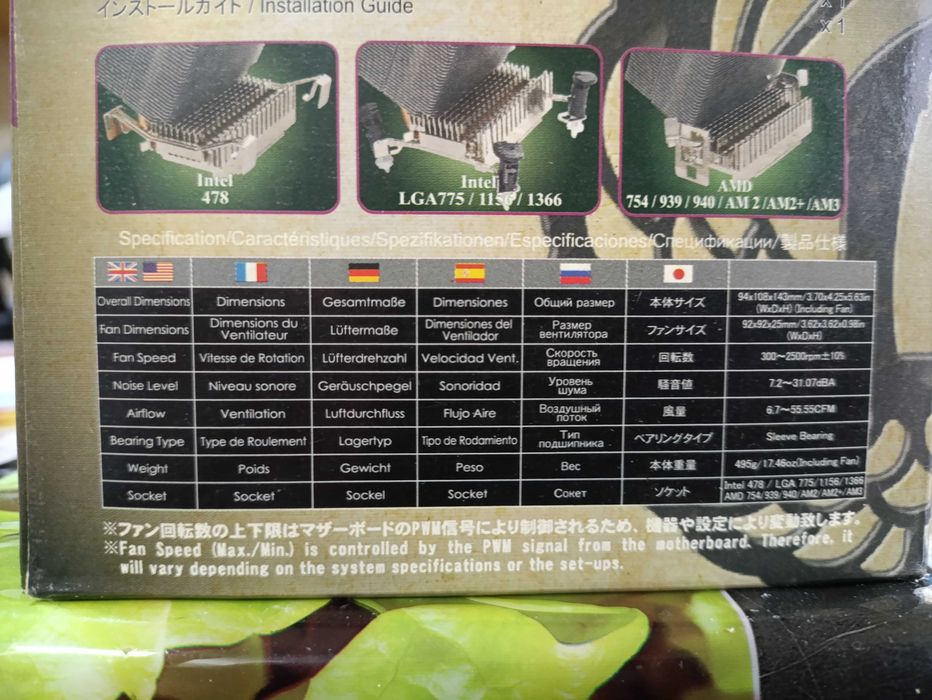 インストールガイド / Installation Guide
x 1
x 1
Intel
478
Intel
LGA775 / 1156 / 1366
AMD
754 / 939 / 940 / AM 2 /AM2+/AM3
Specification/Caractéristiques/Spezifikationen/Especificaciones/Спецификации/製品仕様
Overall Dimensions Dimensions Gesamtmaße Dimensiones Общий размер 本体サイズ 94x108x143mm/3.70x4.25x5.63in (WxDxH) (Including Fan)
Fan Dimensions Dimensions du Ventilateur Lüftermaße Dimensiones del Ventilador Размер вентилятора ファンサイズ 92x92x25mm/3.62x3.62x0.98in (WxDxH)
Fan Speed Vitesse de Rotation Lüfterdrehzahl Velocidad Vent. Скорость вращения 回転数 300～2500rpm±10%
Noise Level Niveau sonore Geräuschpegel Sonoridad Уровень шума 騒音値 7.2～31.07dBA
Airflow Ventilation Luftdurchfluss Flujo Aire Воздушный поток 風量 6.7～55.55CFM
Bearing Type Type de Roulement Lagertyp Tipo de Rodamiento Тип подшипника ベアリングタイプ Sleeve Bearing
Weight Poids Gewicht Peso Вес 本体重量 495g/17.46oz(Including Fan)
Socket Socket Sockel Socket Сокет ソケット Intel 478 / LGA 775/1156/1366 AMD 754/939/940/AM2/AM2+/AM3
※ファン回転数の上下限はマザーボードのPWM信号により制御されるため、機器や設定により変動致します。
※Fan Speed (Max./Min.) is controlled by the PWM signal from the motherboard. Therefore, it
will vary depending on the system specifications or the set-ups.